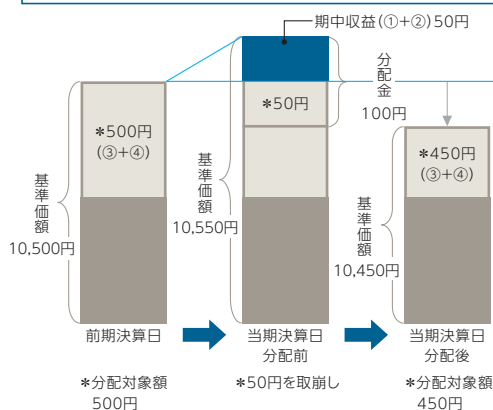 期中収益(①+②)50円
分配金
100円
*50円
*500円
(③+④)
*450円
(③+④)
基準価額
10,500円
基準価額
10,550円
基準価額
10,450円
前期決算日
当期決算日
分配前
当期決算日
分配後
*分配対象額
500円
*50円を取崩し
*分配対象額
450円